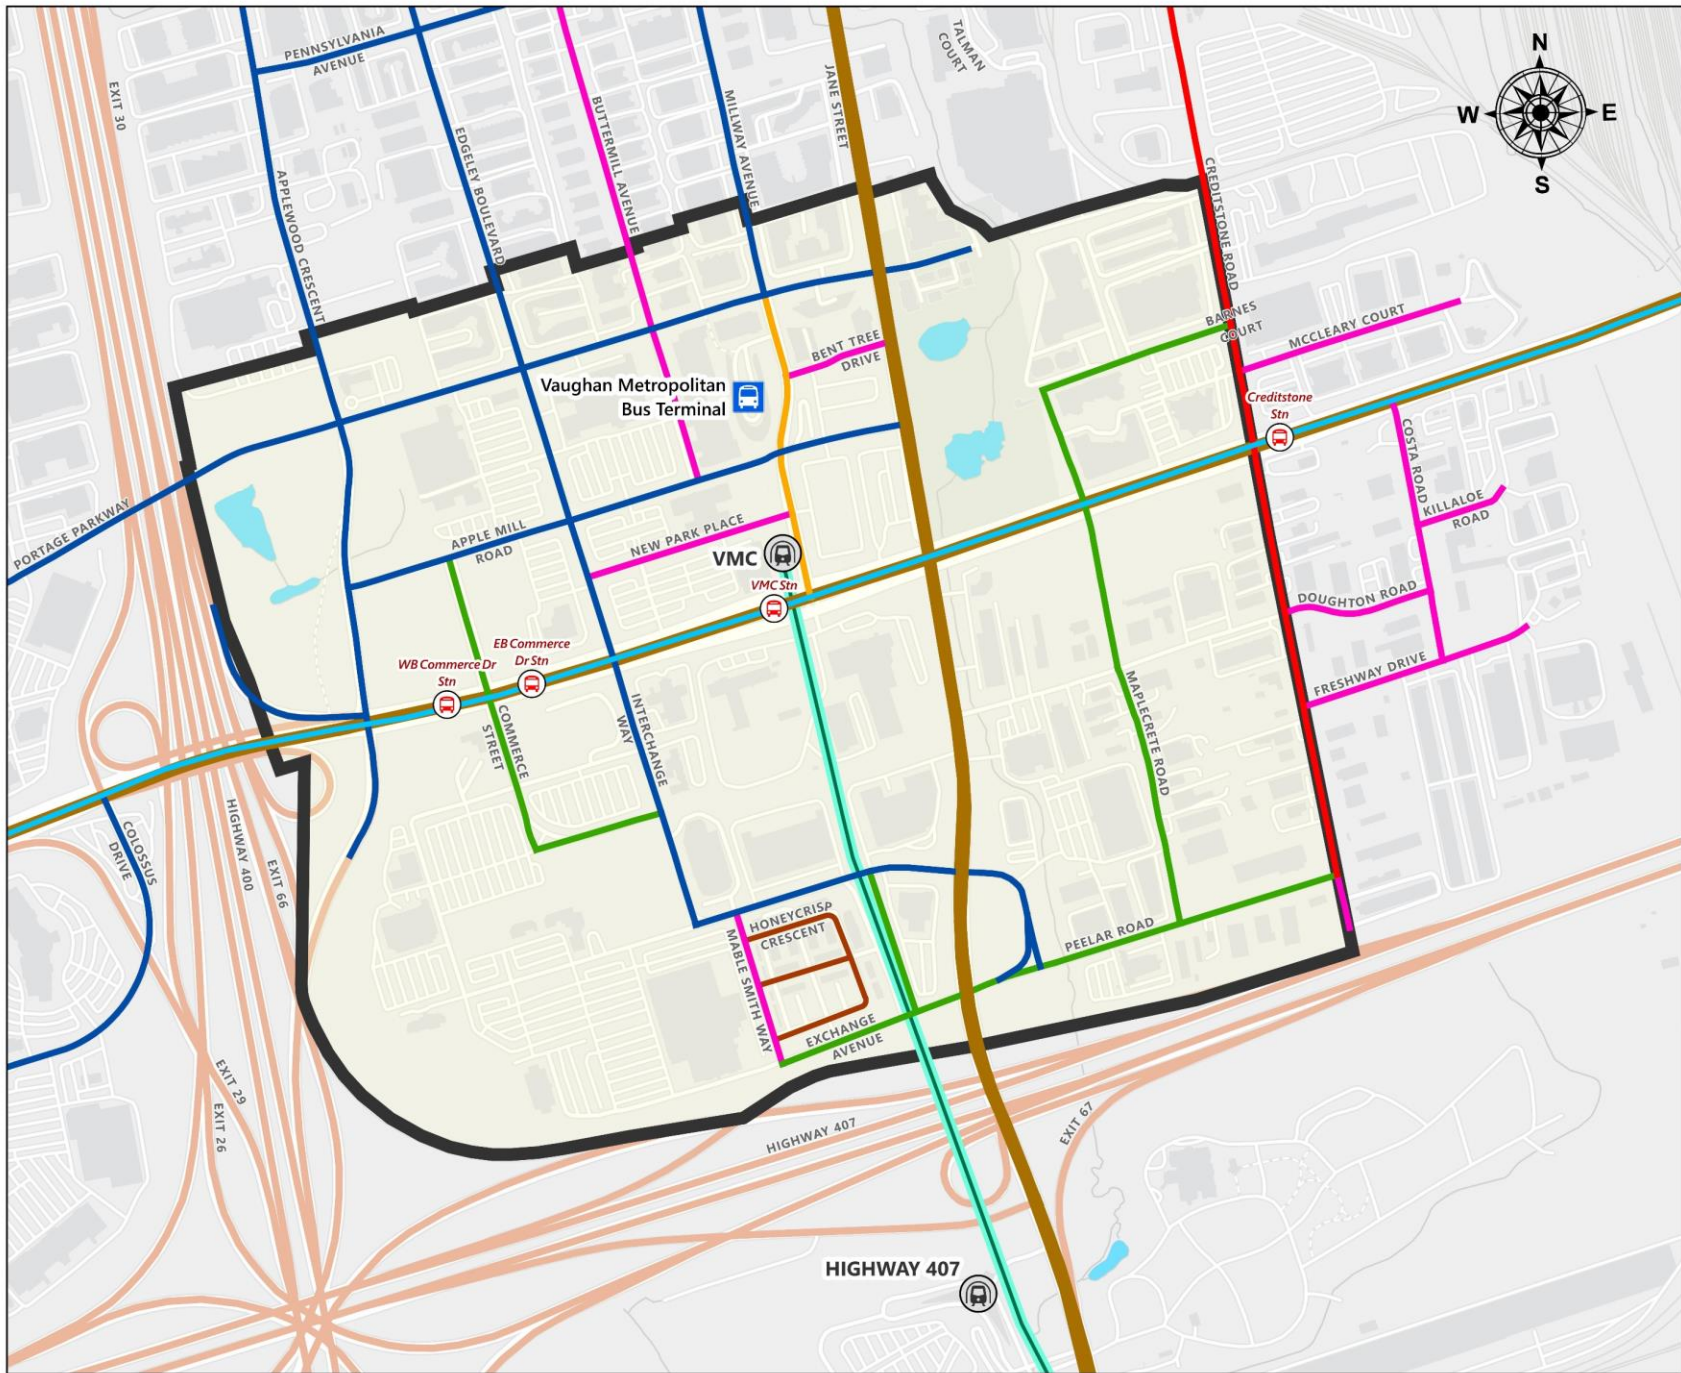 N
W
E
S
PENNSYLVANIA
AVENUE
EXIT 30
TALMAN
COURT
JANE STREET
BUTTERMILL AVENUE
MILLWAY AVENUE
EDGELEY BOULEVARD
APPLEWOOD CRESCENT
CREDITSTONE ROAD
BARNES
COURT
MCCLEARY COURT
BENT TREE
DRIVE
Vaughan Metropolitan
Bus Terminal
Creditstone
Stn
COSTA ROAD
KILLALOE
ROAD
PORTAGE PARKWAY
APPLE MILL
ROAD
NEW PARK PLACE
VMC
VMC Stn
DOUGHTON ROAD
EB Commerce
Dr Stn
WB Commerce Dr
Stn
FRESHWAY DRIVE
COMMERCE
STREET
INTERCHANGE
WAY
MAPLECRETE ROAD
COLOSSUS
DRIVE
HIGHWAY 400
EXIT 66
HONEYCRISP
CRESCENT
MABLE SMITH WAY
PEELAR ROAD
EXCHANGE
AVENUE
EXIT 29
EXIT 26
HIGHWAY 407
EXIT 67
HIGHWAY 407